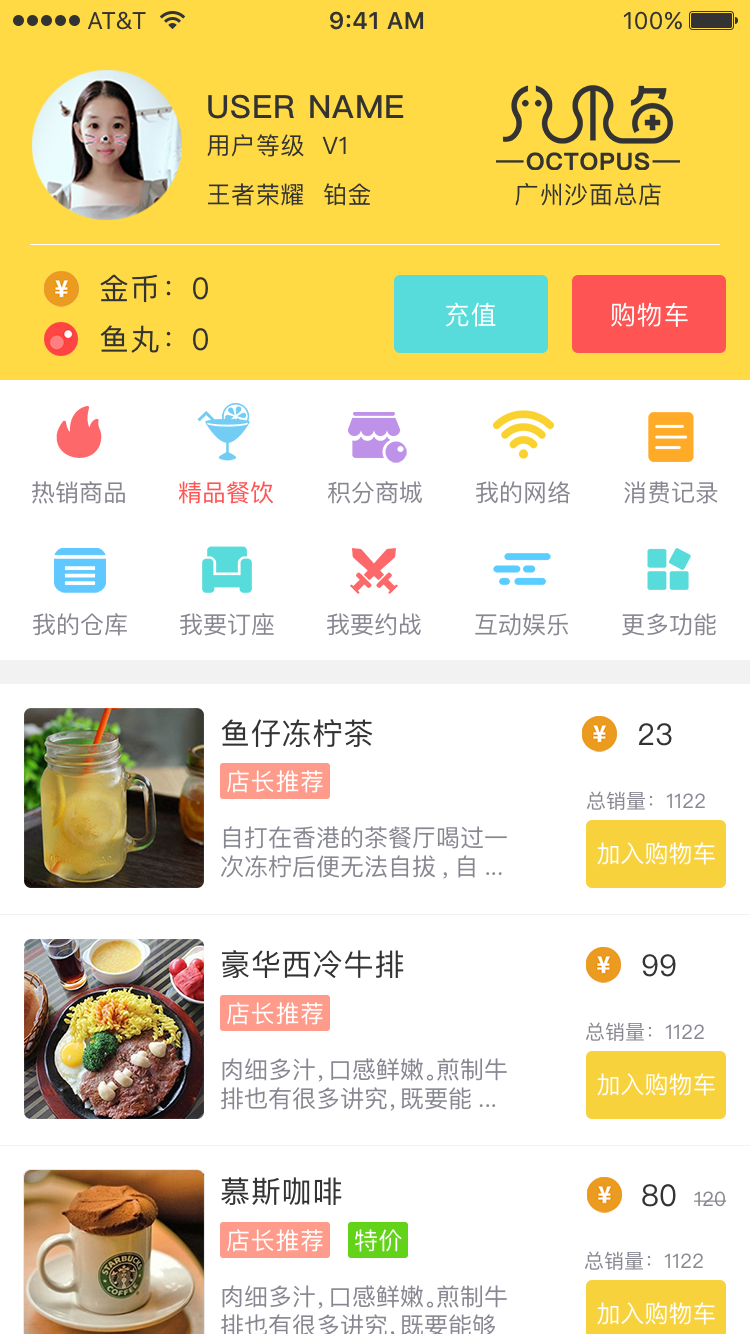 AT&T 9:41 AM 100%
USER NAME
用户等级 V1
王者荣耀 铂金
八爪鱼
OCTOPUS
广州沙面总店
¥ 金币：0
鱼丸：0
充值 购物车
热销商品 精品餐饮 积分商城 我的网络 消费记录
我的仓库 我要订座 我要约战 互动娱乐 更多功能
鱼仔冻柠茶 ¥ 23
店长推荐
总销量：1122
自打在香港的茶餐厅喝过一
次冻柠后便无法自拔，自 ...
加入购物车
豪华西冷牛排 ¥ 99
店长推荐
总销量：1122
肉细多汁，口感鲜嫩。煎制牛
排也有很多讲究，既要能 ...
加入购物车
慕斯咖啡 ¥ 80 120
店长推荐 特价
STARBUCKS
COFFEE
总销量：1122
肉细多汁，口感鲜嫩。煎制牛
排也有很多讲究，既要能够
加入购物车